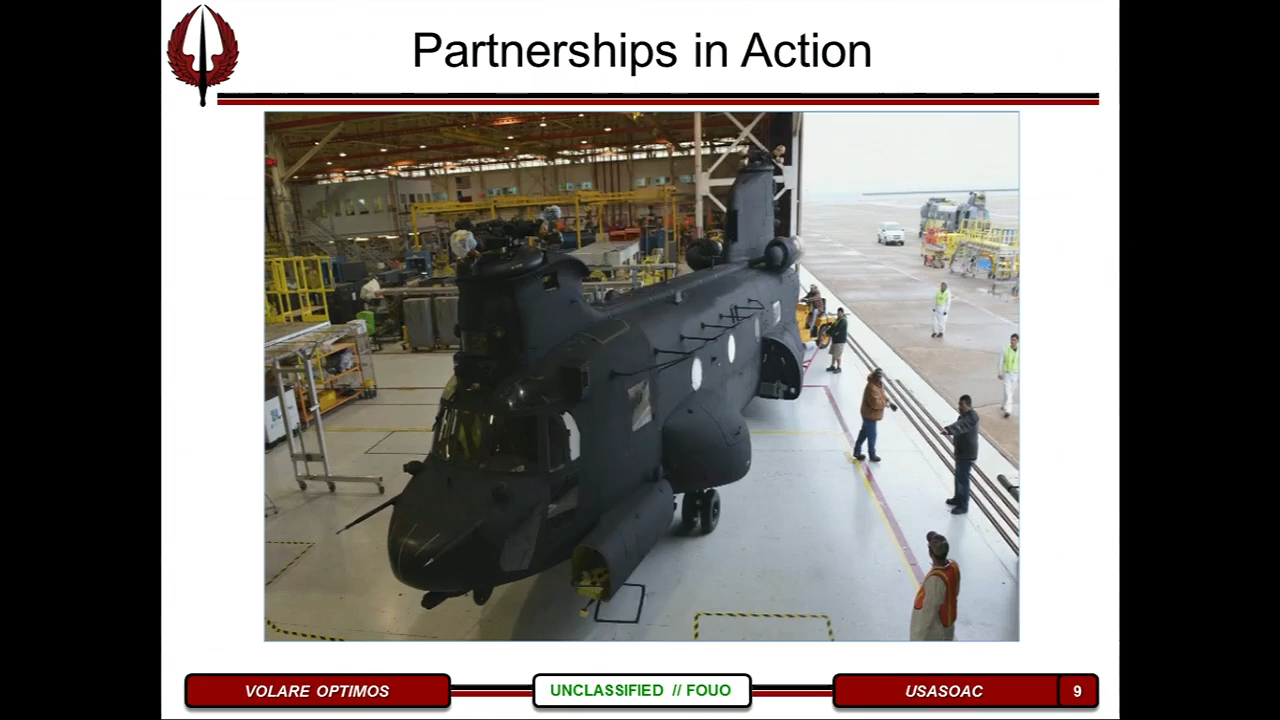 Partnerships in Action
VOLARE OPTIMOS
UNCLASSIFIED // FOUO
USASOAC
9